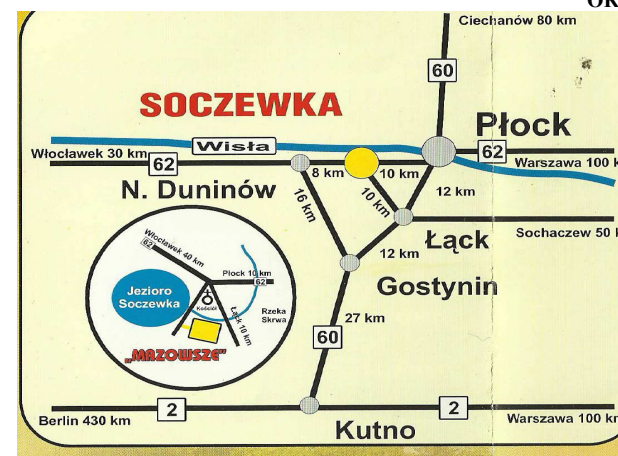 OR
Ciechanów 80 km
60
SOCZEWKA
Płock
Wisła
Włocławek 30 km
62
62
Warszawa 100 k
8 km
10 km
N. Duninów
16 km
10 km
12 km
Łąck
Sochaczew 50 k
12 km
Gostynin
Włocławek 40 km
62
Płock 10 km
62
Jezioro
Soczewka
Kościół
Łąck 10 km
Rzeka
Skrwa
„MAZOWSZE"
27 km
60
2
2
Berlin 430 km
Kutno
Warszawa 100 km